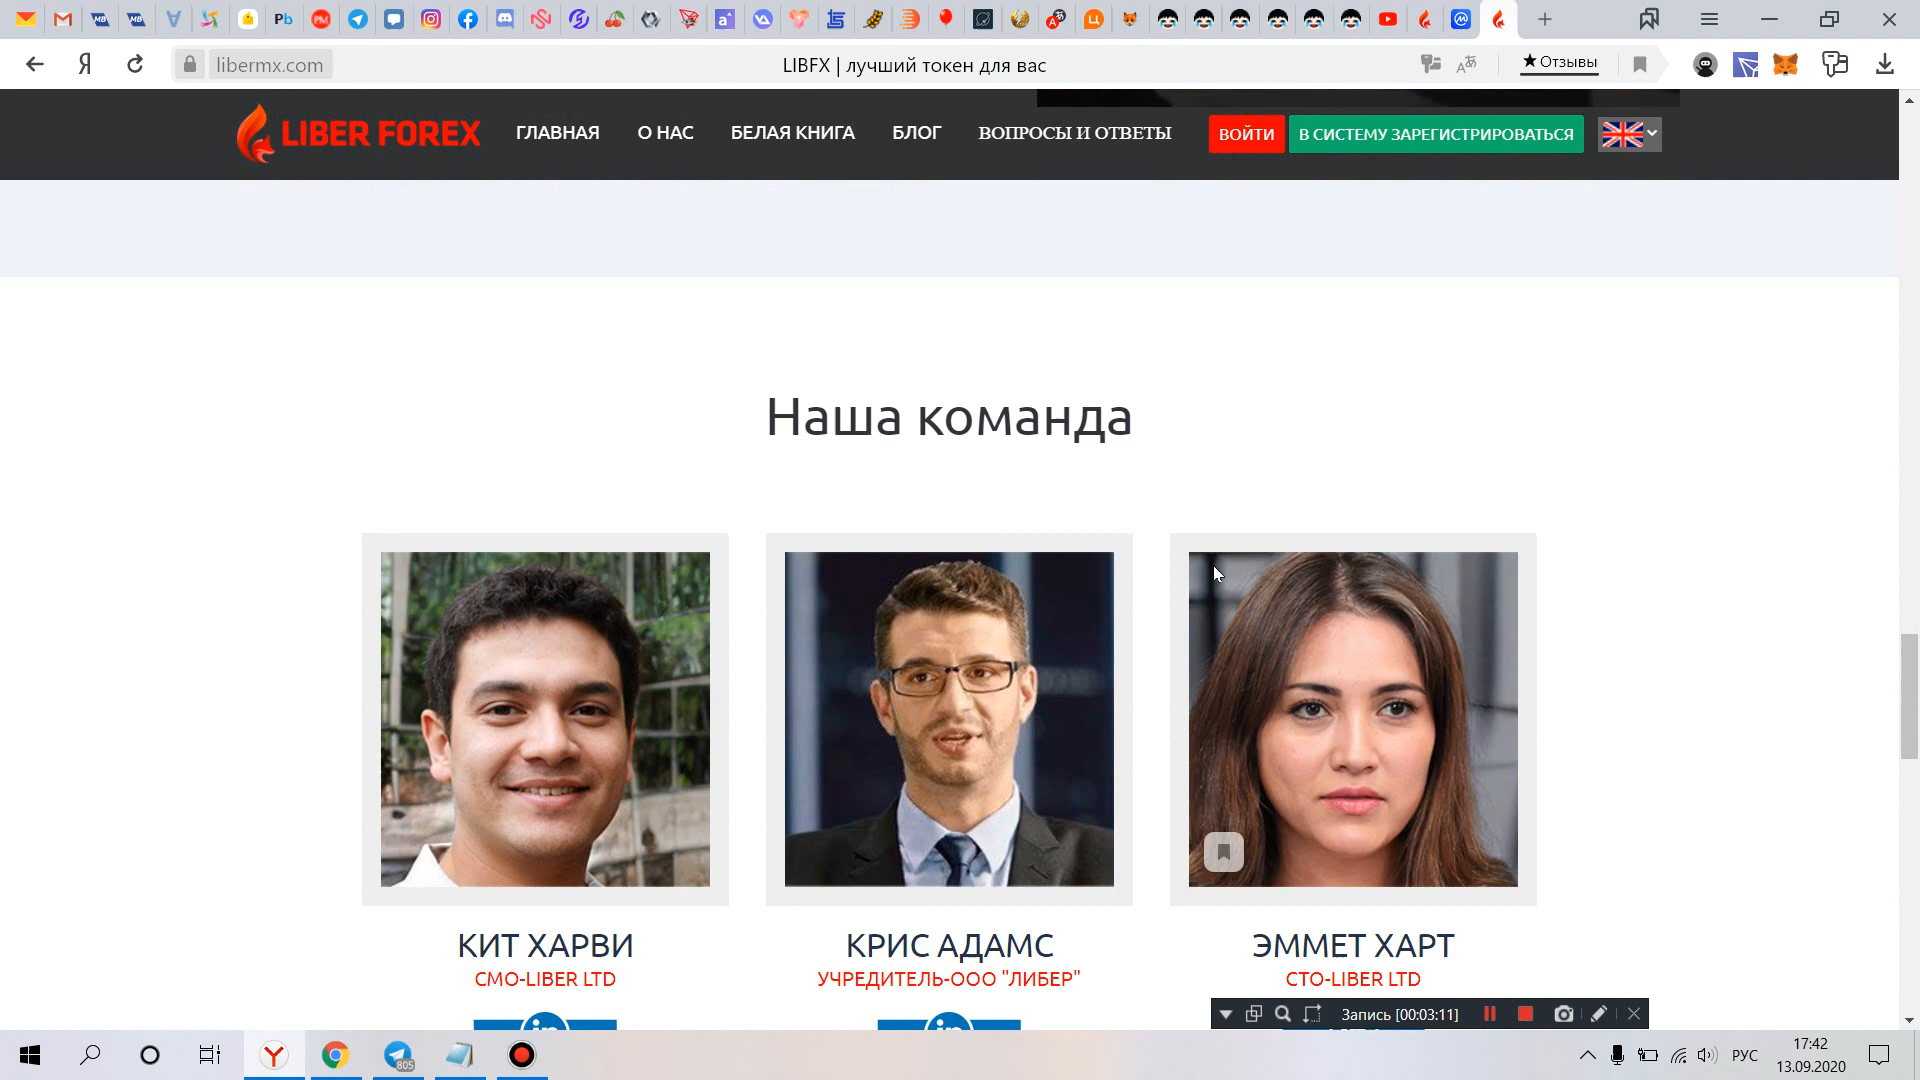 libermx.com
LIBFX | лучший токен для вас
Отзывы
LIBER FOREX
ГЛАВНАЯ
О НАС
БЕЛАЯ КНИГА
БЛОГ
ВОПРОСЫ И ОТВЕТЫ
ВОЙТИ
В СИСТЕМУ ЗАРЕГИСТРИРОВАТЬСЯ
Наша команда
КИТ ХАРВИ
CMO-LIBER LTD
КРИС АДАМС
УЧРЕДИТЕЛЬ-ООО "ЛИБЕР"
ЭММЕТ ХАРТ
CTO-LIBER LTD
Запись [00:03:11]
805
РУС
17:42
13.09.2020